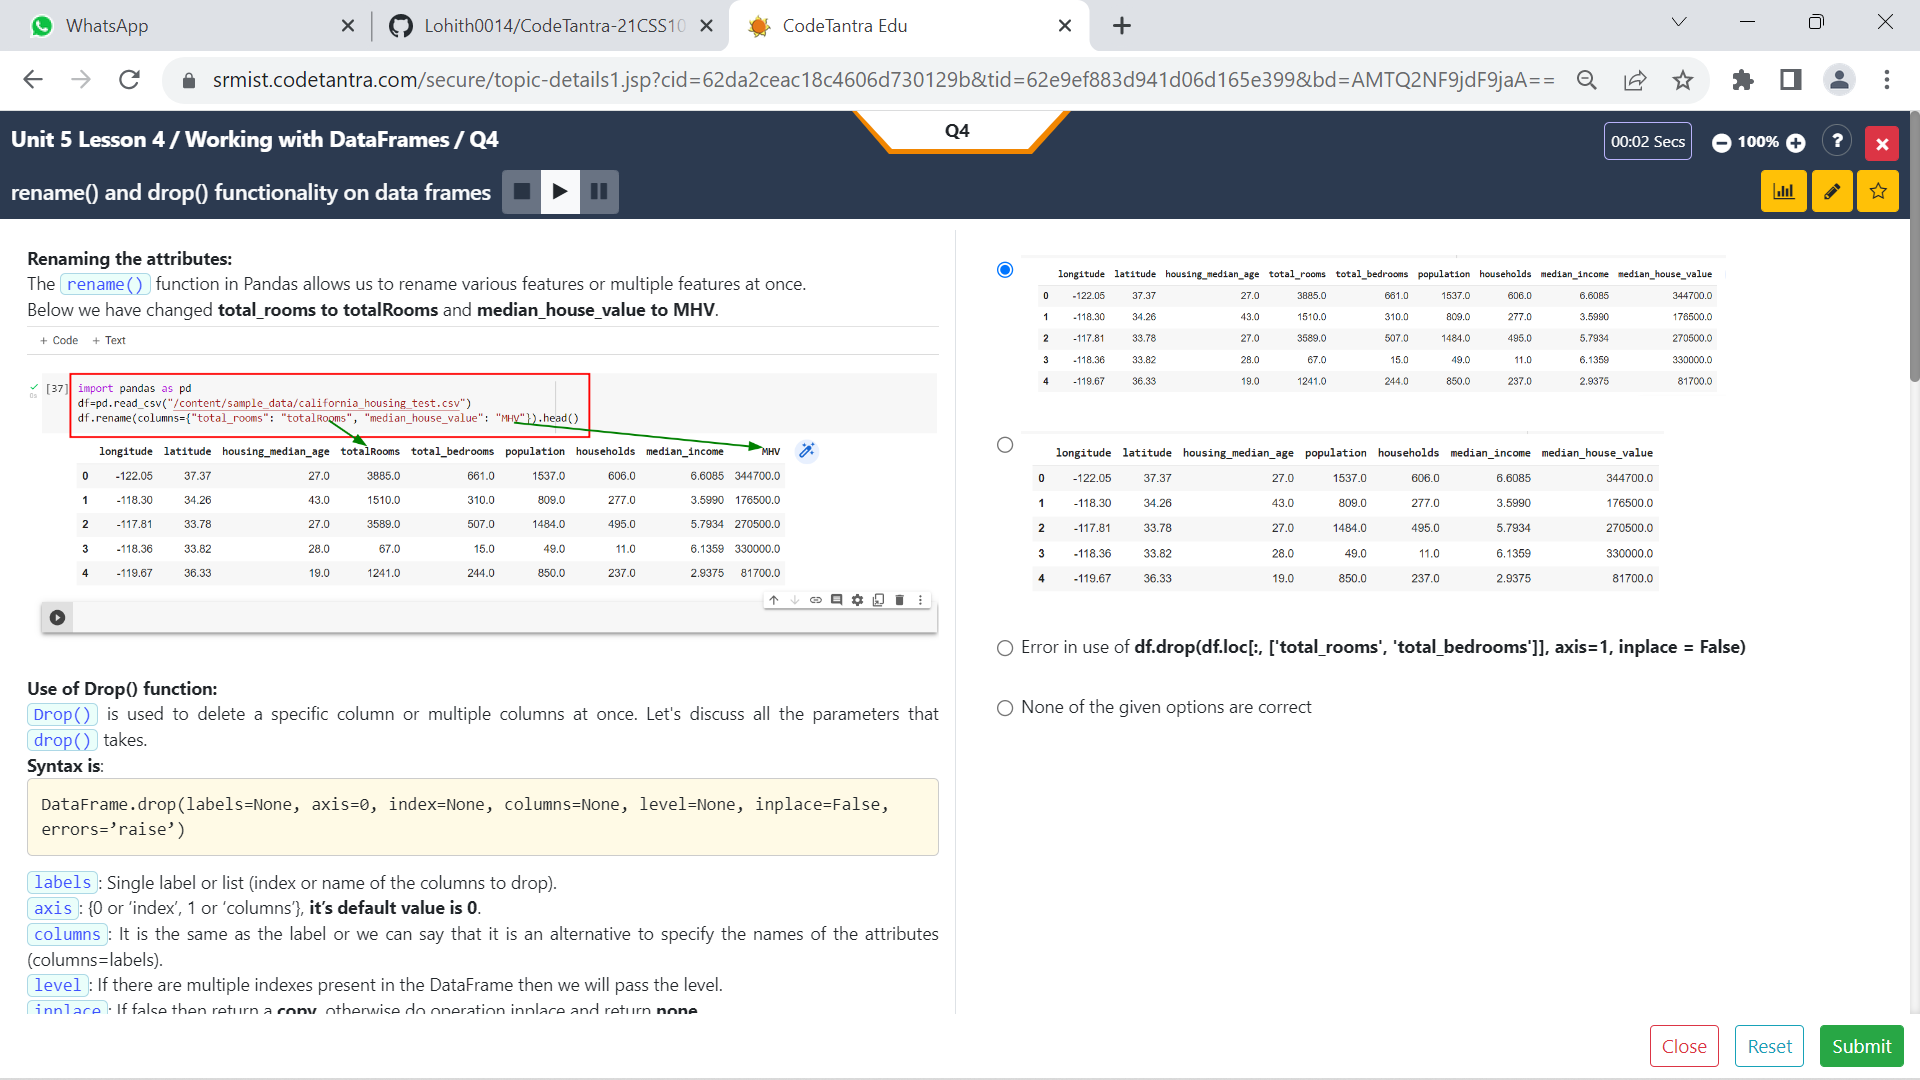 WhatsApp
Lohith0014/CodeTantra-21CSS10
CodeTantra Edu
srmist.codetantra.com/secure/topic-details1.jsp?cid=62da2ceac18c4606d730129b&tid=62e9ef883d941d06d165e399&bd=AMTQ2NF9jdF9jaA==
Unit 5 Lesson 4 / Working with DataFrames / Q4
Q4
00:02 Secs
100%
?
rename() and drop() functionality on data frames
Renaming the attributes:
The rename() function in Pandas allows us to rename various features or multiple features at once.
Below we have changed total_rooms to totalRooms and median_house_value to MHV.
+ Code + Text
[37] import pandas as pd
0s
df=pd.read_csv("/content/sample_data/california_housing_test.csv")
df.rename(columns={"total_rooms": "totalRooms", "median_house_value": "MHV"}).head()
longitude latitude housing_median_age totalRooms total_bedrooms population households median_income MHV
0 -122.05 37.37 27.0 3885.0 661.0 1537.0 606.0 6.6085 344700.0
1 -118.30 34.26 43.0 1510.0 310.0 809.0 277.0 3.5990 176500.0
2 -117.81 33.78 27.0 3589.0 507.0 1484.0 495.0 5.7934 270500.0
3 -118.36 33.82 28.0 67.0 15.0 49.0 11.0 6.1359 330000.0
4 -119.67 36.33 19.0 1241.0 244.0 850.0 237.0 2.9375 81700.0
Use of Drop() function:
Drop() is used to delete a specific column or multiple columns at once. Let's discuss all the parameters that
drop() takes.
Syntax is:
DataFrame.drop(labels=None, axis=0, index=None, columns=None, level=None, inplace=False,
errors=’raise’)
labels: Single label or list (index or name of the columns to drop).
axis: {0 or ‘index’, 1 or ‘columns’}, it’s default value is 0.
columns: It is the same as the label or we can say that it is an alternative to specify the names of the attributes
(columns=labels).
level: If there are multiple indexes present in the DataFrame then we will pass the level.
inplace: If false then return a copy, otherwise do operation inplace and return none.
longitude latitude housing_median_age total_rooms total_bedrooms population households median_income median_house_value
0 -122.05 37.37 27.0 3885.0 661.0 1537.0 606.0 6.6085 344700.0
1 -118.30 34.26 43.0 1510.0 310.0 809.0 277.0 3.5990 176500.0
2 -117.81 33.78 27.0 3589.0 507.0 1484.0 495.0 5.7934 270500.0
3 -118.36 33.82 28.0 67.0 15.0 49.0 11.0 6.1359 330000.0
4 -119.67 36.33 19.0 1241.0 244.0 850.0 237.0 2.9375 81700.0
longitude latitude housing_median_age population households median_income median_house_value
0 -122.05 37.37 27.0 1537.0 606.0 6.6085 344700.0
1 -118.30 34.26 43.0 809.0 277.0 3.5990 176500.0
2 -117.81 33.78 27.0 1484.0 495.0 5.7934 270500.0
3 -118.36 33.82 28.0 49.0 11.0 6.1359 330000.0
4 -119.67 36.33 19.0 850.0 237.0 2.9375 81700.0
Error in use of df.drop(df.loc[:, ['total_rooms', 'total_bedrooms']], axis=1, inplace = False)
None of the given options are correct
Close
Reset
Submit